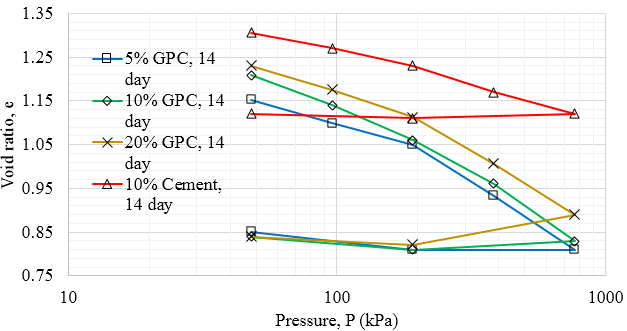 1.35
1.25
1.15
1.05
0.95
0.85
0.75
Void ratio, e
5% GPC, 14
day
10% GPC, 14
day
20% GPC, 14
day
10% Cement,
14 day
10
100
1000
Pressure, P (kPa)